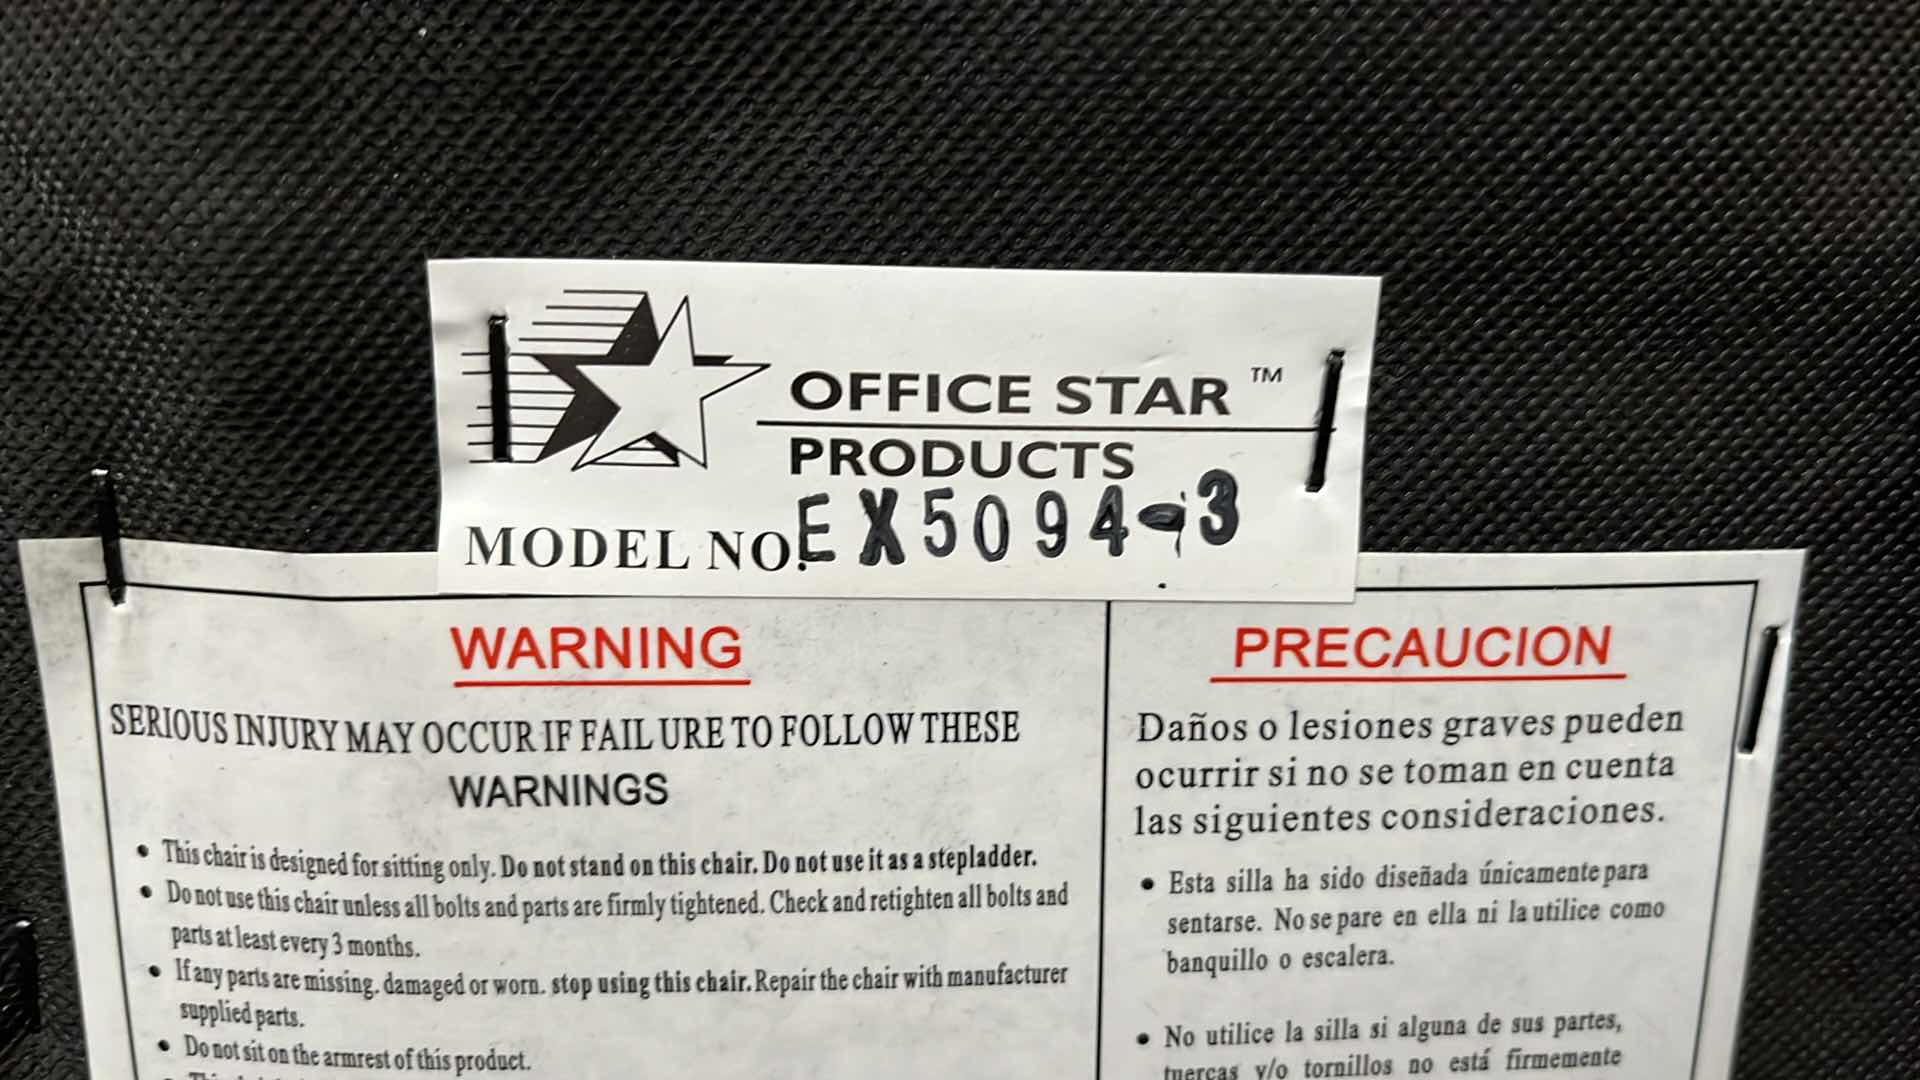 OFFICE STAR ™
PRODUCTS
MODEL NO. EX5094-3
WARNING
SERIOUS INJURY MAY OCCUR IF FAIL URE TO FOLLOW THESE
WARNINGS
• This chair is designed for sitting only. Do not stand on this chair. Do not use it as a stepladder.
• Do not use this chair unless all bolts and parts are firmly tightened. Check and retighten all bolts and
parts at least every 3 months.
• If any parts are missing. damaged or worn. stop using this chair. Repair the chair with manufacturer
supplied parts.
• Do not sit on the armrest of this product.
PRECAUCION
Daños o lesiones graves pueden
ocurrir si no se toman en cuenta
las siguientes consideraciones.
• Esta silla ha sido diseñada únicamente para
sentarse. No se pare en ella ni la utilice como
banquillo o escalera.
• No utilice la silla si alguna de sus partes,
tuercas y/o tornillos no está firmemente